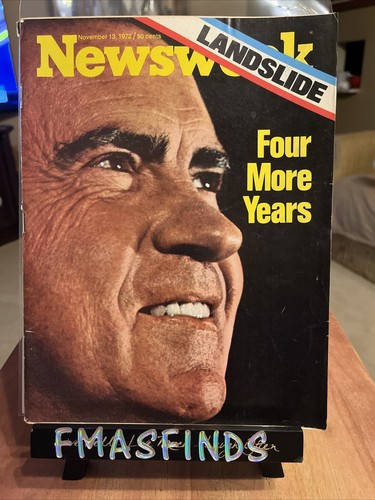 November 13, 1972 / 50 cents
Newsweek
LANDSLIDE
Four
More
Years
FMASFINDS